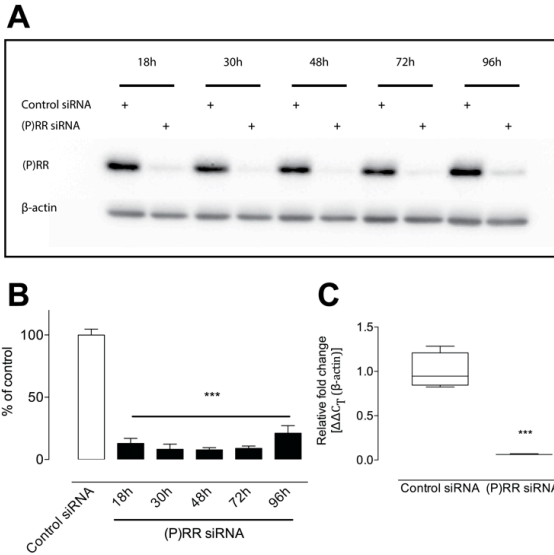 A
18h 30h 48h 72h 96h
Control siRNA + + + + +
(P)RR siRNA + + + + +
(P)RR
β-actin
B
% of control
100
50
0
***
Control siRNA 18h 30h 48h 72h 96h
(P)RR siRNA
C
Relative fold change
[ΔΔCT (β-actin)]
1.5
1.0
0.5
0.0
***
Control siRNA (P)RR siRNA